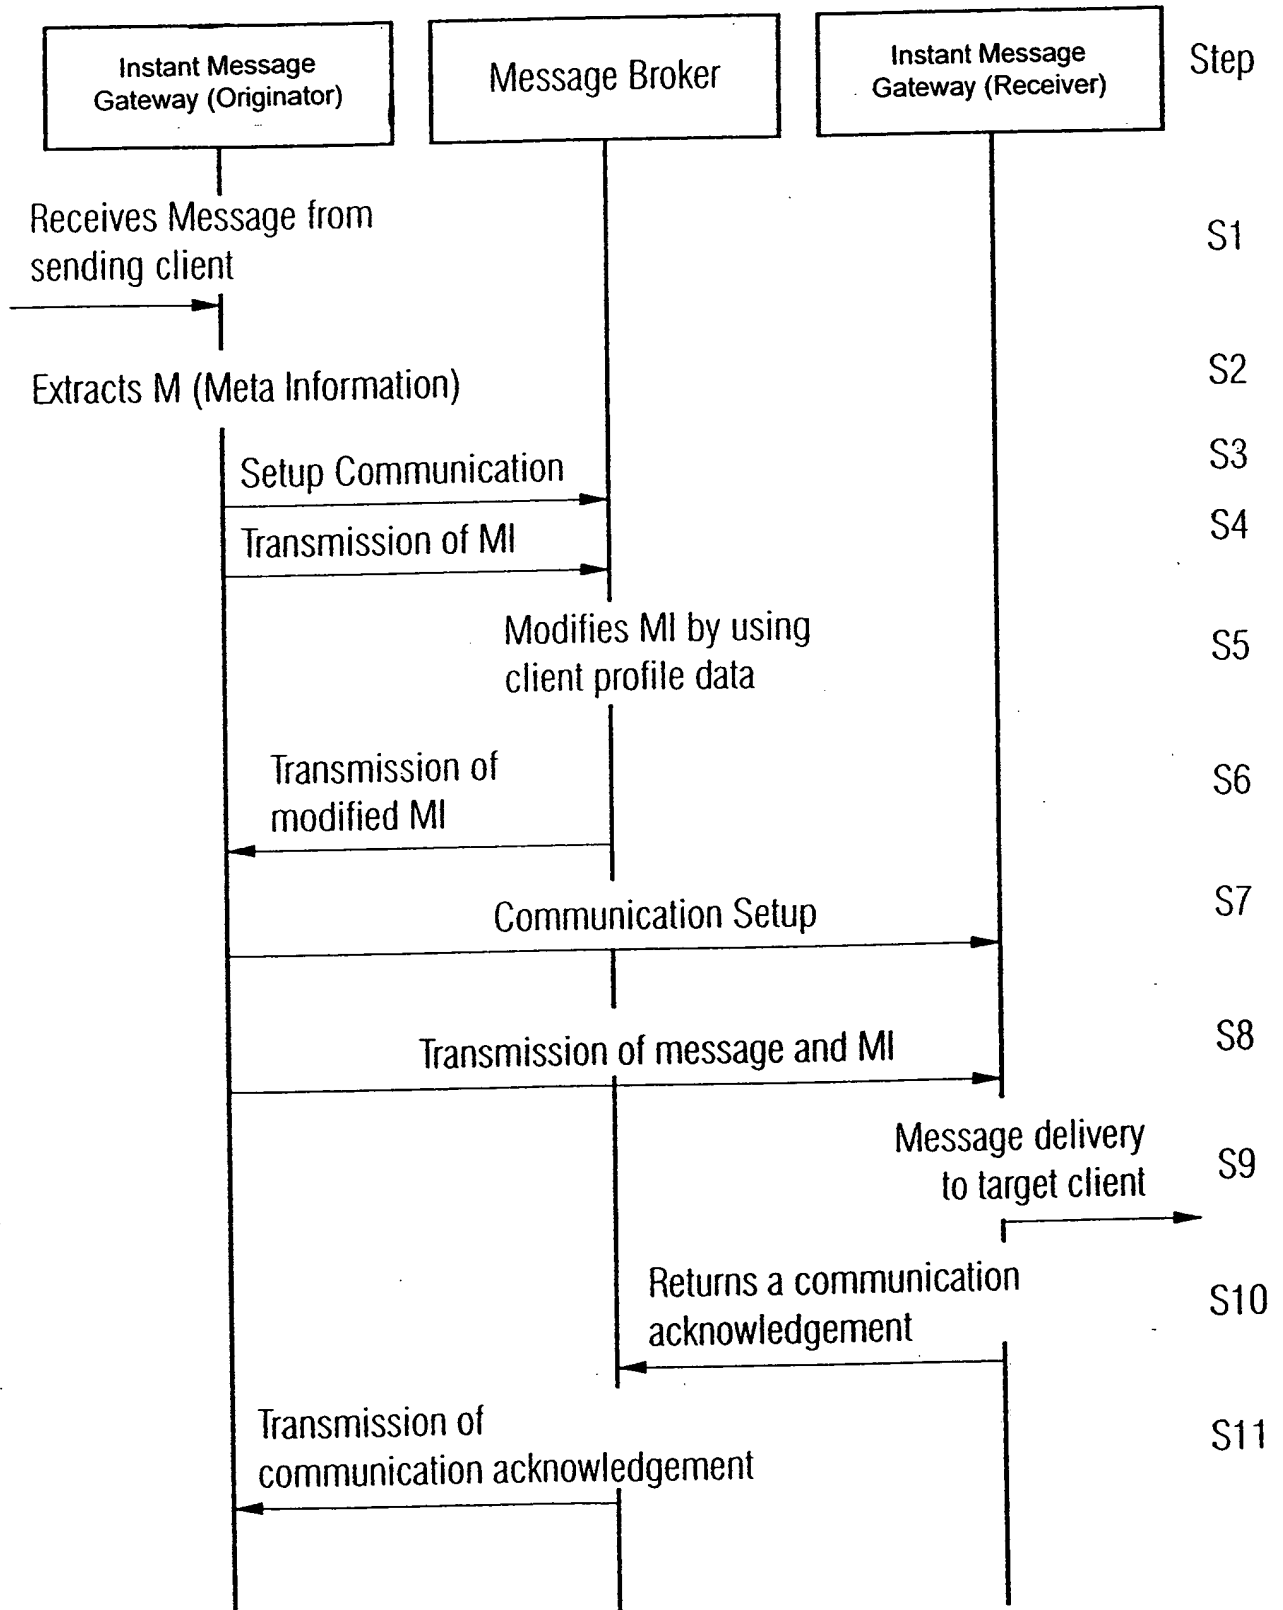 Instant Message
Gateway (Originator)
Message Broker
Instant Message
Gateway (Receiver)
Step
Receives Message from
sending client
S1
Extracts M (Meta Information)
S2
Setup Communication
S3
Transmission of MI
S4
Modifies MI by using
client profile data
S5
Transmission of
modified MI
S6
Communication Setup
S7
Transmission of message and MI
S8
Message delivery
to target client
S9
Returns a communication
acknowledgement
S10
Transmission of
communication acknowledgement
S11